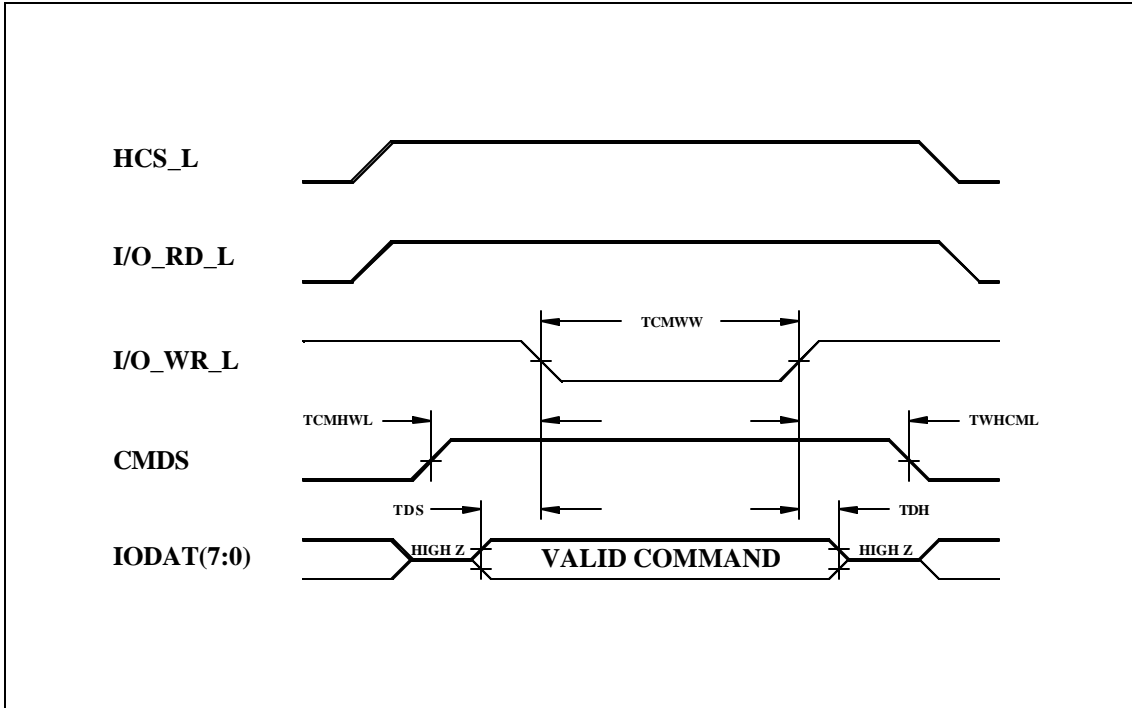 HCS_L
I/O_RD_L
TCMWW
I/O_WR_L
TCMHWL
TWHCML
CMDS
TDS
TDH
IODAT(7:0)
HIGH Z
VALID COMMAND
HIGH Z